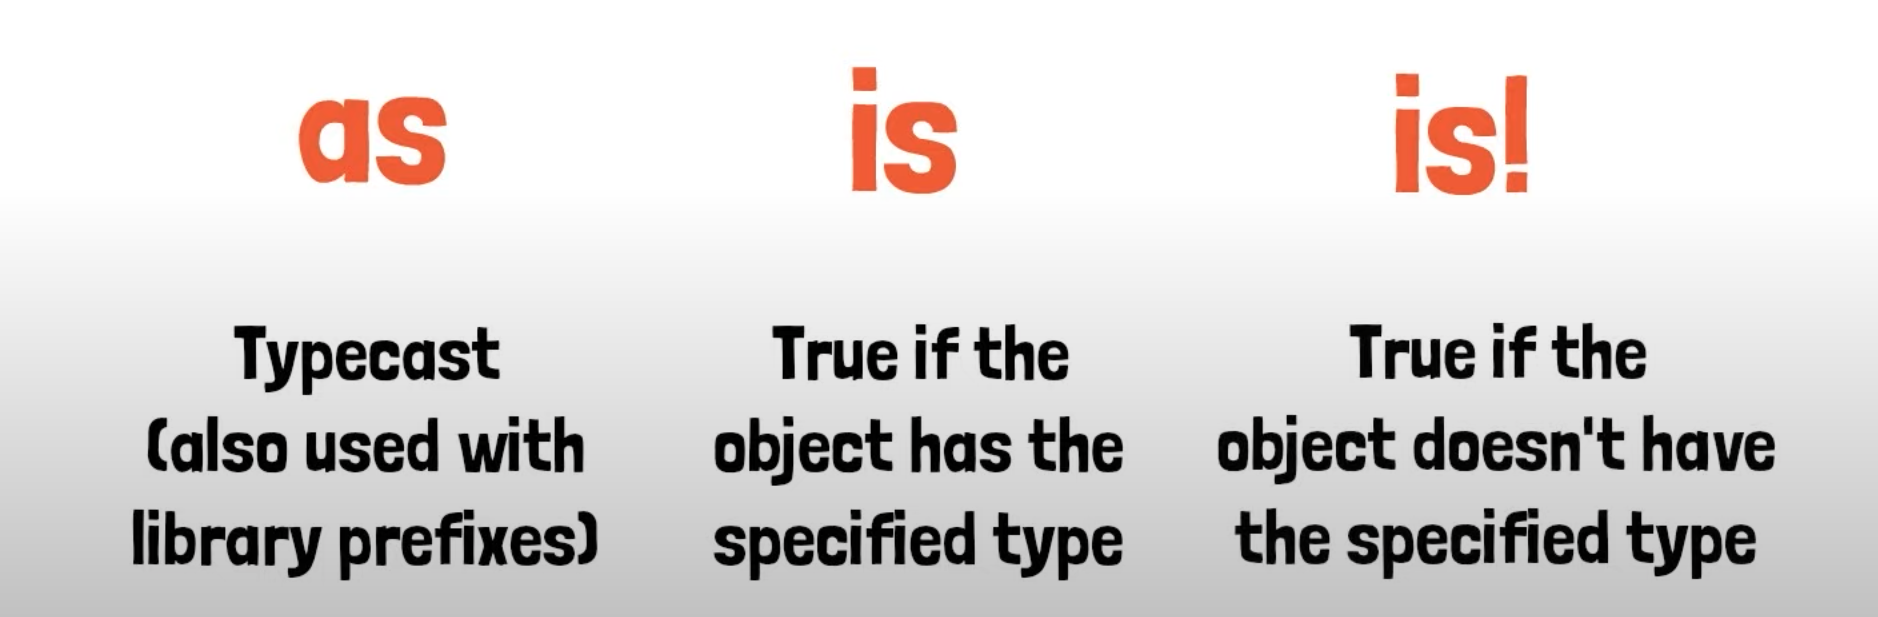 as
Typecast
(also used with
library prefixes)
is
True if the
object has the
specified type
is!
True if the
object doesn't have
the specified type